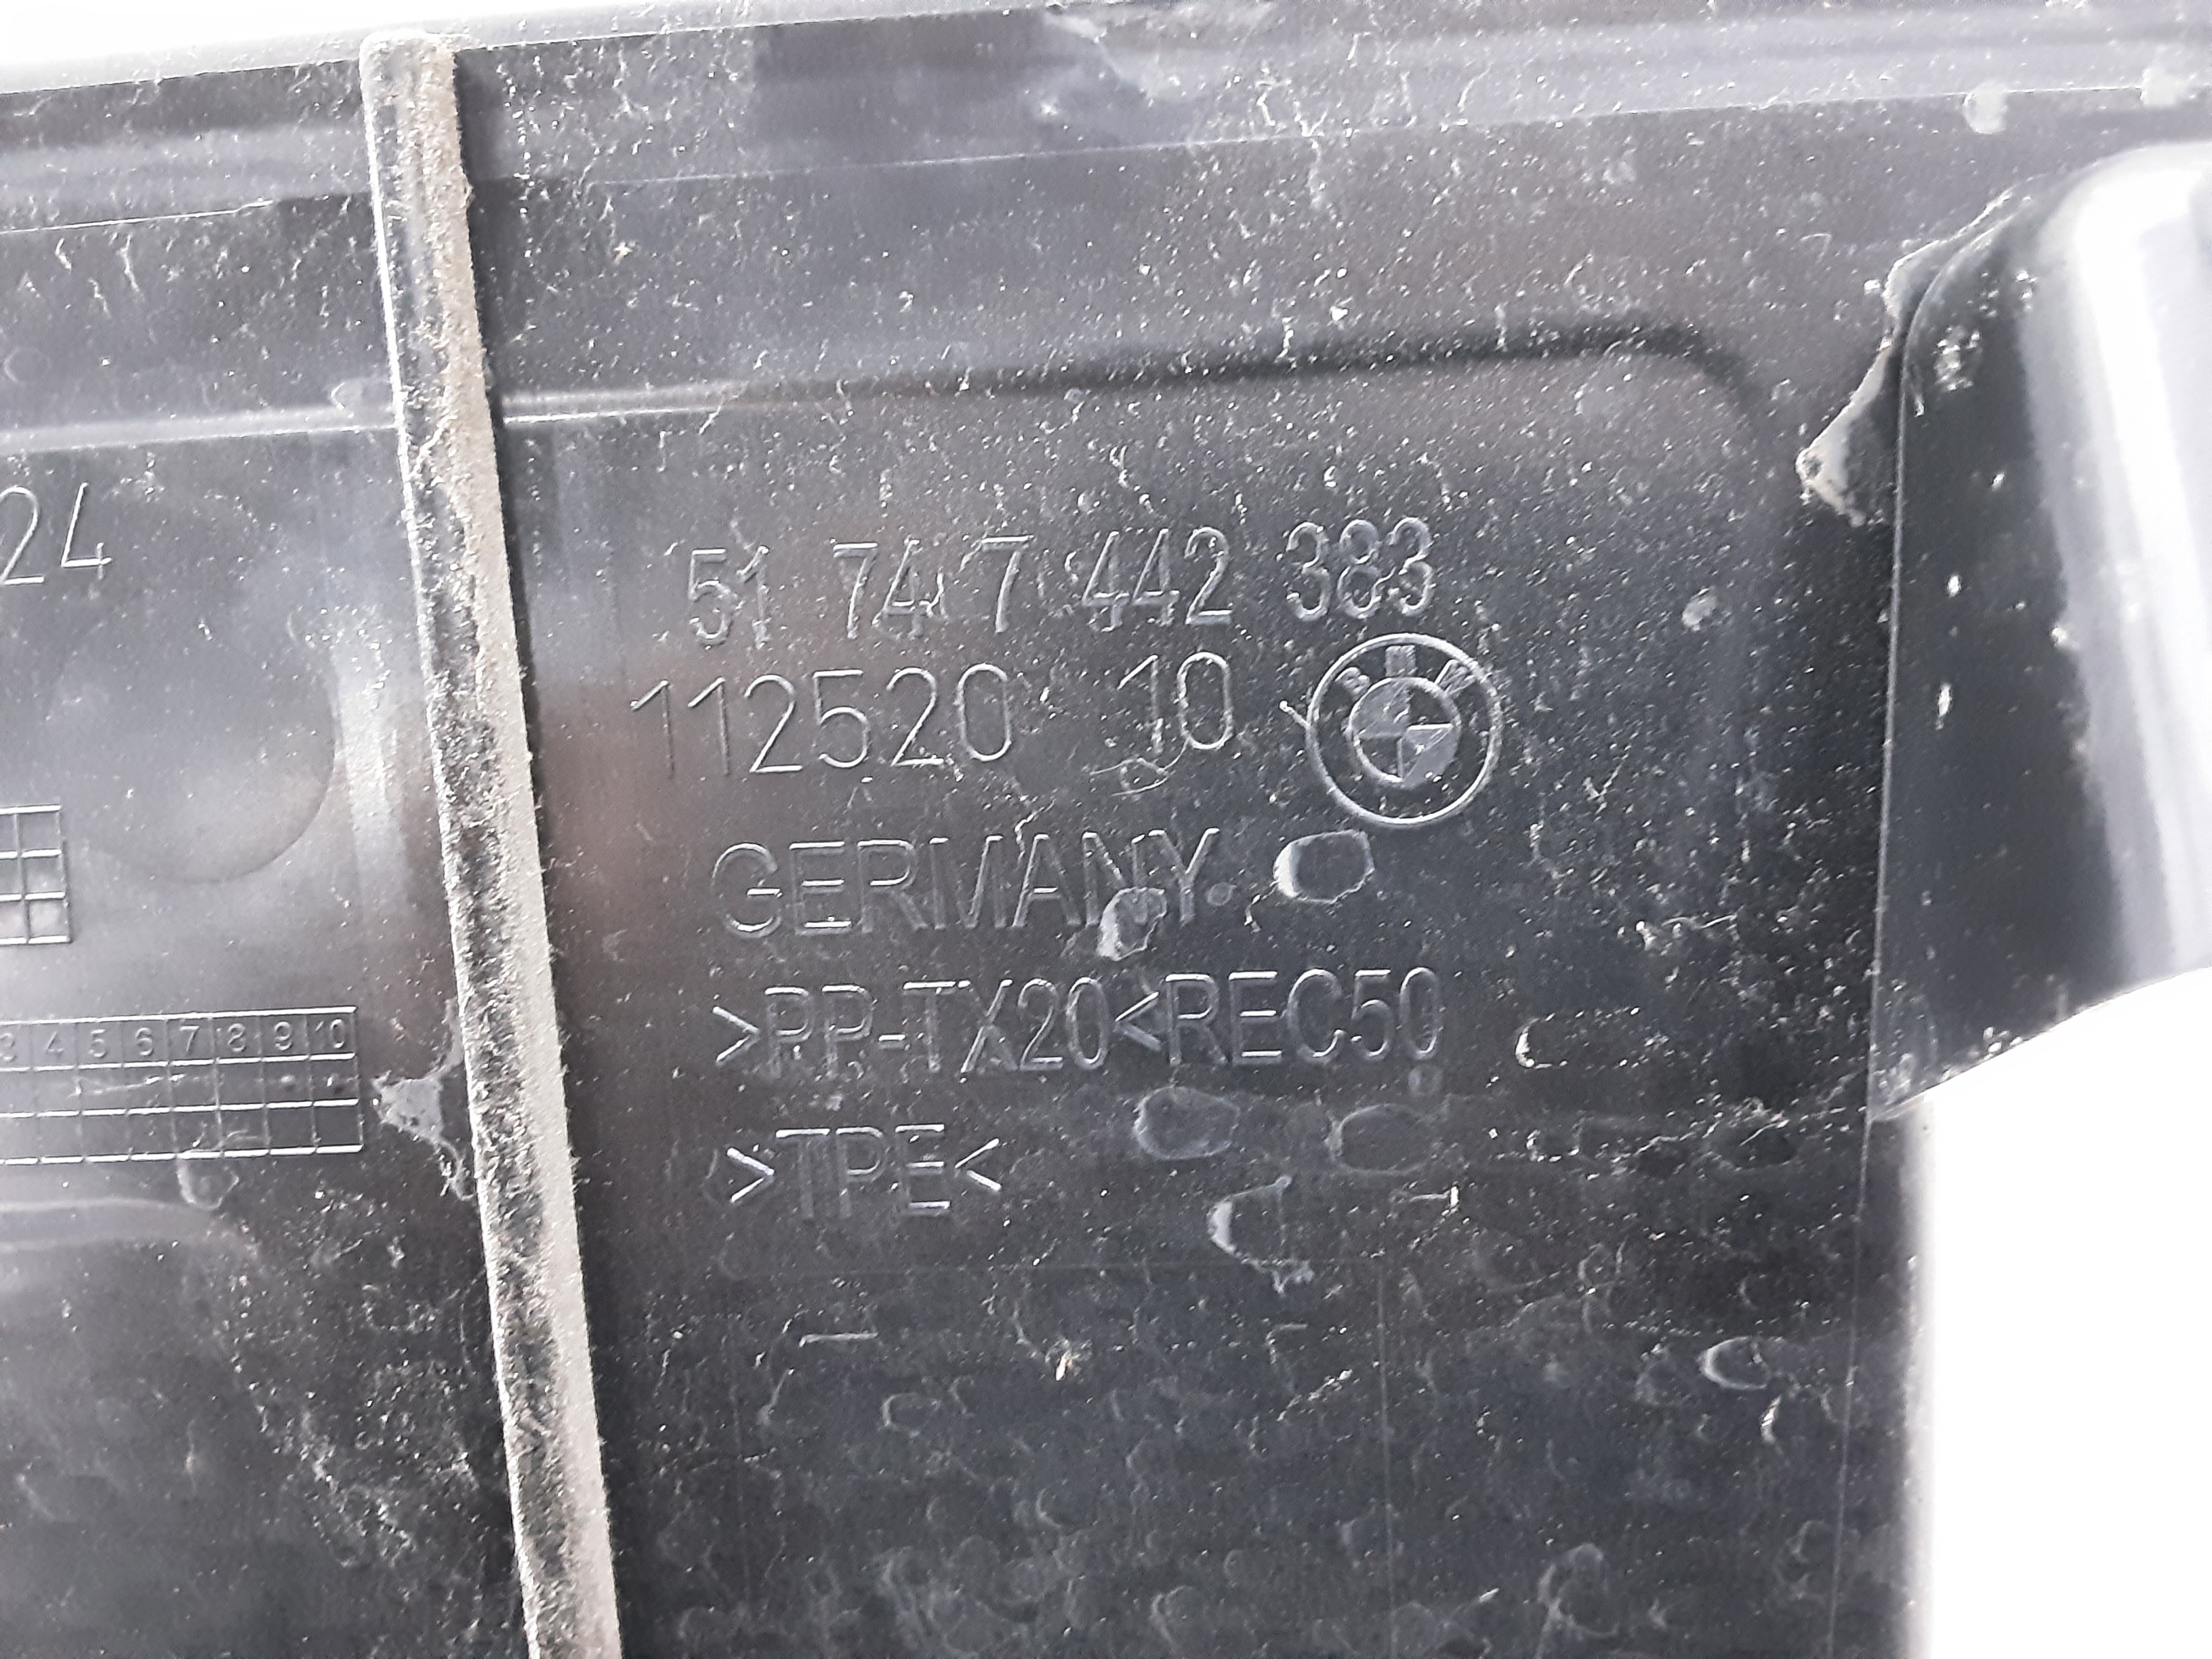 24
51 74 7 442 383
112520 10
BMW
GERMANY
>PP-TX20<REC50
3 4 5 6 7 8 9 10
>TPE<